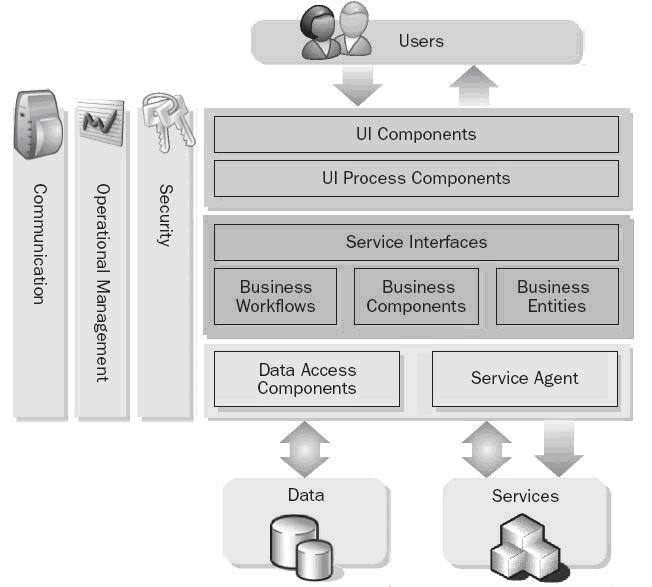 Users
Communication
Operational Management
Security
UI Components
UI Process Components
Service Interfaces
Business
Workflows
Business
Components
Business
Entities
Data Access
Components
Service Agent
Data
Services